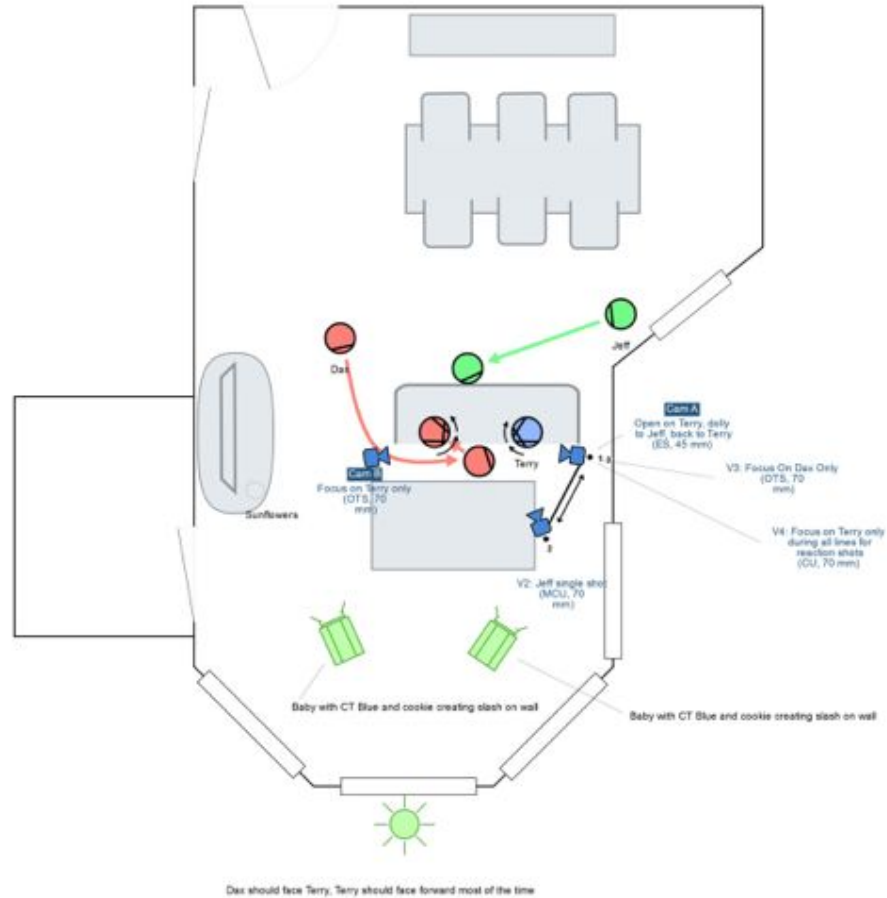 Jeff
Dax
Cam A
Open on Terry, dolly
to Jeff, back to Terry
(ES, 45 mm)
Terry
1
3
V3: Focus On Dax Only
(OTS, 70
mm)
Cam B
Focus on Terry only
(OTS, 70
mm)
Sunflowers
V4: Focus on Terry only
during all lines for
reaction shots
(CU, 70 mm)
2
V2: Jeff single shot
(MCU, 70
mm)
Baby with CT Blue and cookie creating slash on wall
Baby with CT Blue and cookie creating slash on wall
Dax should face Terry, Terry should face forward most of the time